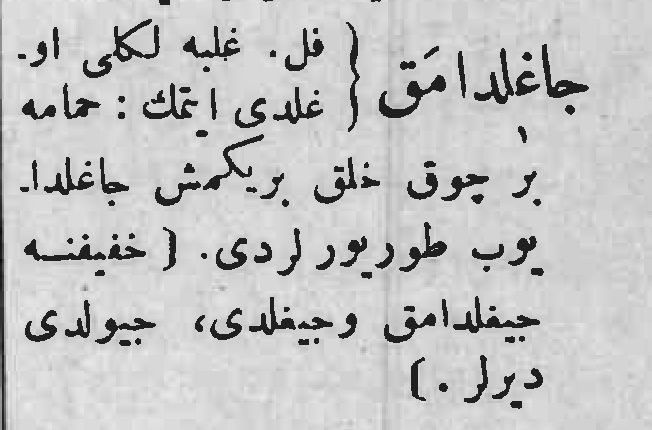 جاغلدامَق { فل. غلبه لكلى او.
غلدى ايتمك : حمامه
بر چوق خلق بريكمش جاغلدا.
يوب طوريورلردى. [ خفيفنه
جيغلدامق وجيغلدى، جيولدى
ديرلر . ]